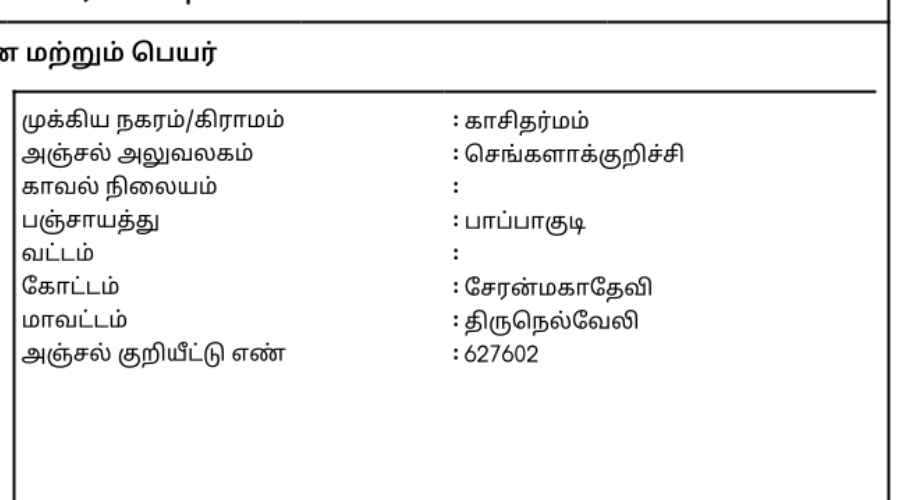 மற்றும் பெயர்
முக்கிய நகரம்/கிராமம் : காசிதர்மம்
அஞ்சல் அலுவலகம் : செங்களாக்குறிச்சி
காவல் நிலையம் :
பஞ்சாயத்து : பாப்பாகுடி
வட்டம் :
கோட்டம் : சேரன்மகாதேவி
மாவட்டம் : திருநெல்வேலி
அஞ்சல் குறியீட்டு எண் : 627602